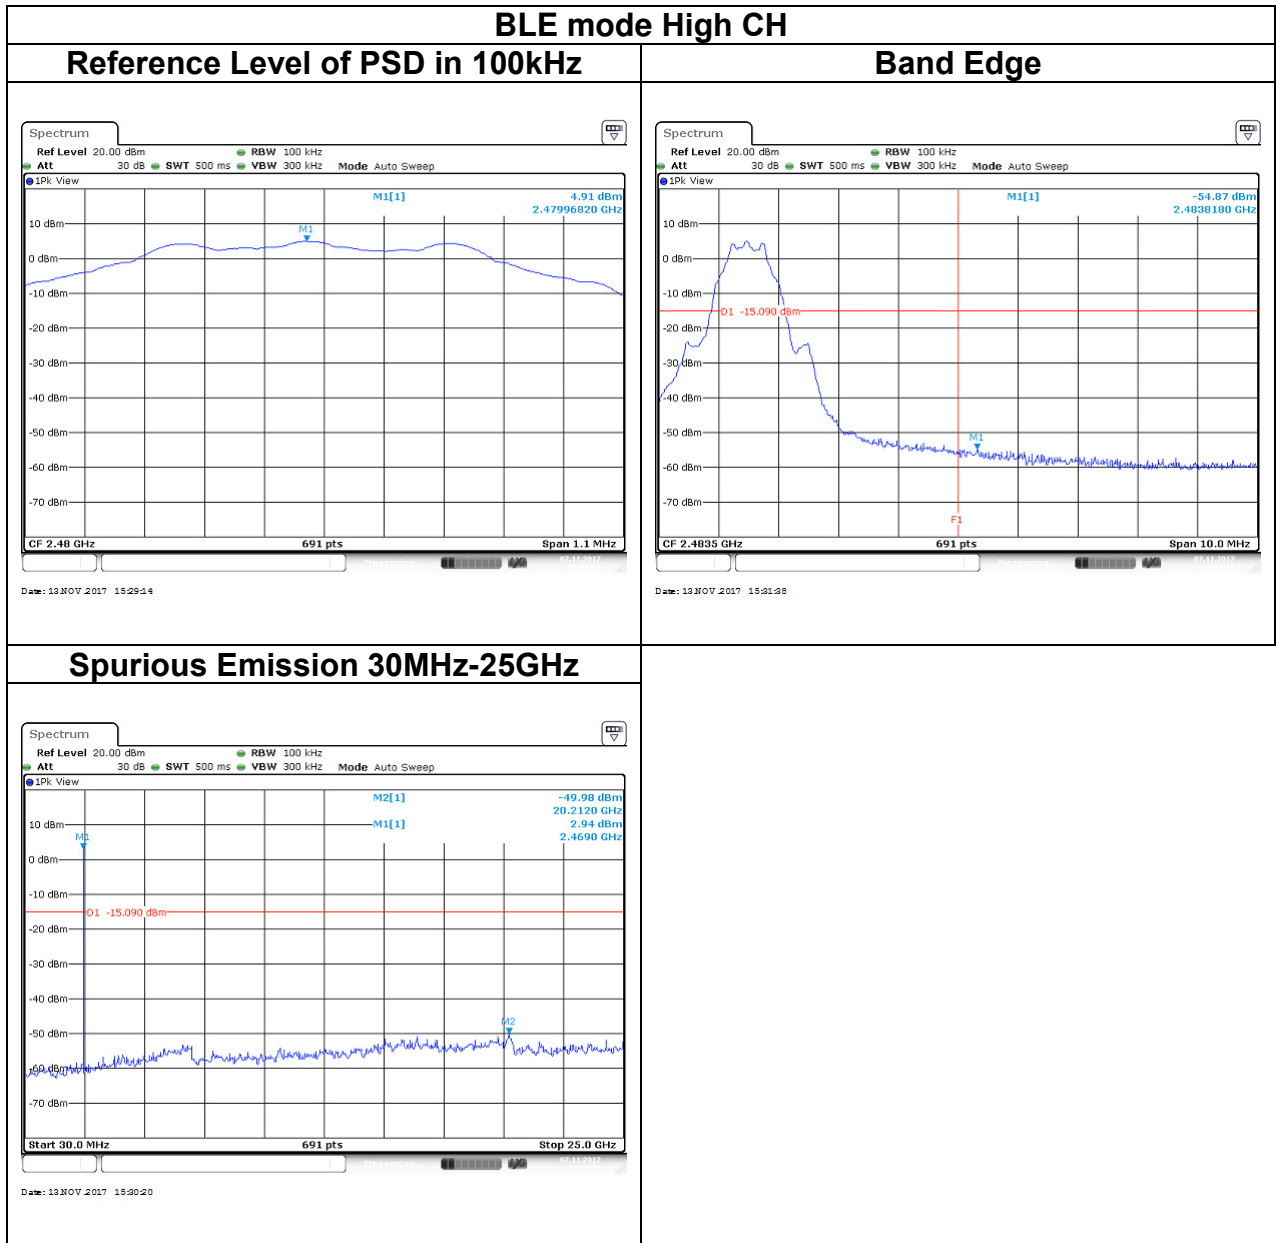 BLE mode High CH
Reference Level of PSD in 100kHz
Band Edge
Spectrum
Ref Level 20.00 dBm RBW 100 kHz
Att 30 dB SWT 500 ms VBW 300 kHz Mode Auto Sweep
1Pk View
M1[1] 4.91 dBm
2.47996820 GHz
10 dBm
M1
0 dBm
-10 dBm
-20 dBm
-30 dBm
-40 dBm
-50 dBm
-60 dBm
-70 dBm
CF 2.48 GHz 691 pts Span 1.1 MHz
Measuring 07.11.2017
Date: 13.NOV.2017 15:29:14
Spectrum
Ref Level 20.00 dBm RBW 100 kHz
Att 30 dB SWT 500 ms VBW 300 kHz Mode Auto Sweep
1Pk View
M1[1] -54.87 dBm
2.4838180 GHz
10 dBm
0 dBm
-10 dBm
D1 -15.090 dBm
-20 dBm
-30 dBm
-40 dBm
-50 dBm
M1
-60 dBm
-70 dBm
F1
CF 2.4835 GHz 691 pts Span 10.0 MHz
Measuring 07.11.2017
Date: 13.NOV.2017 15:31:38
Spurious Emission 30MHz-25GHz
Spectrum
Ref Level 20.00 dBm RBW 100 kHz
Att 30 dB SWT 500 ms VBW 300 kHz Mode Auto Sweep
1Pk View
M2[1] -49.98 dBm
20.2120 GHz
10 dBm M1[1] 2.94 dBm
M1 2.4690 GHz
0 dBm
-10 dBm
D1 -15.090 dBm
-20 dBm
-30 dBm
-40 dBm
M2
-50 dBm
-60 dBm
-70 dBm
Start 30.0 MHz 691 pts Stop 25.0 GHz
Measuring 07.11.2017
Date: 13.NOV.2017 15:30:20